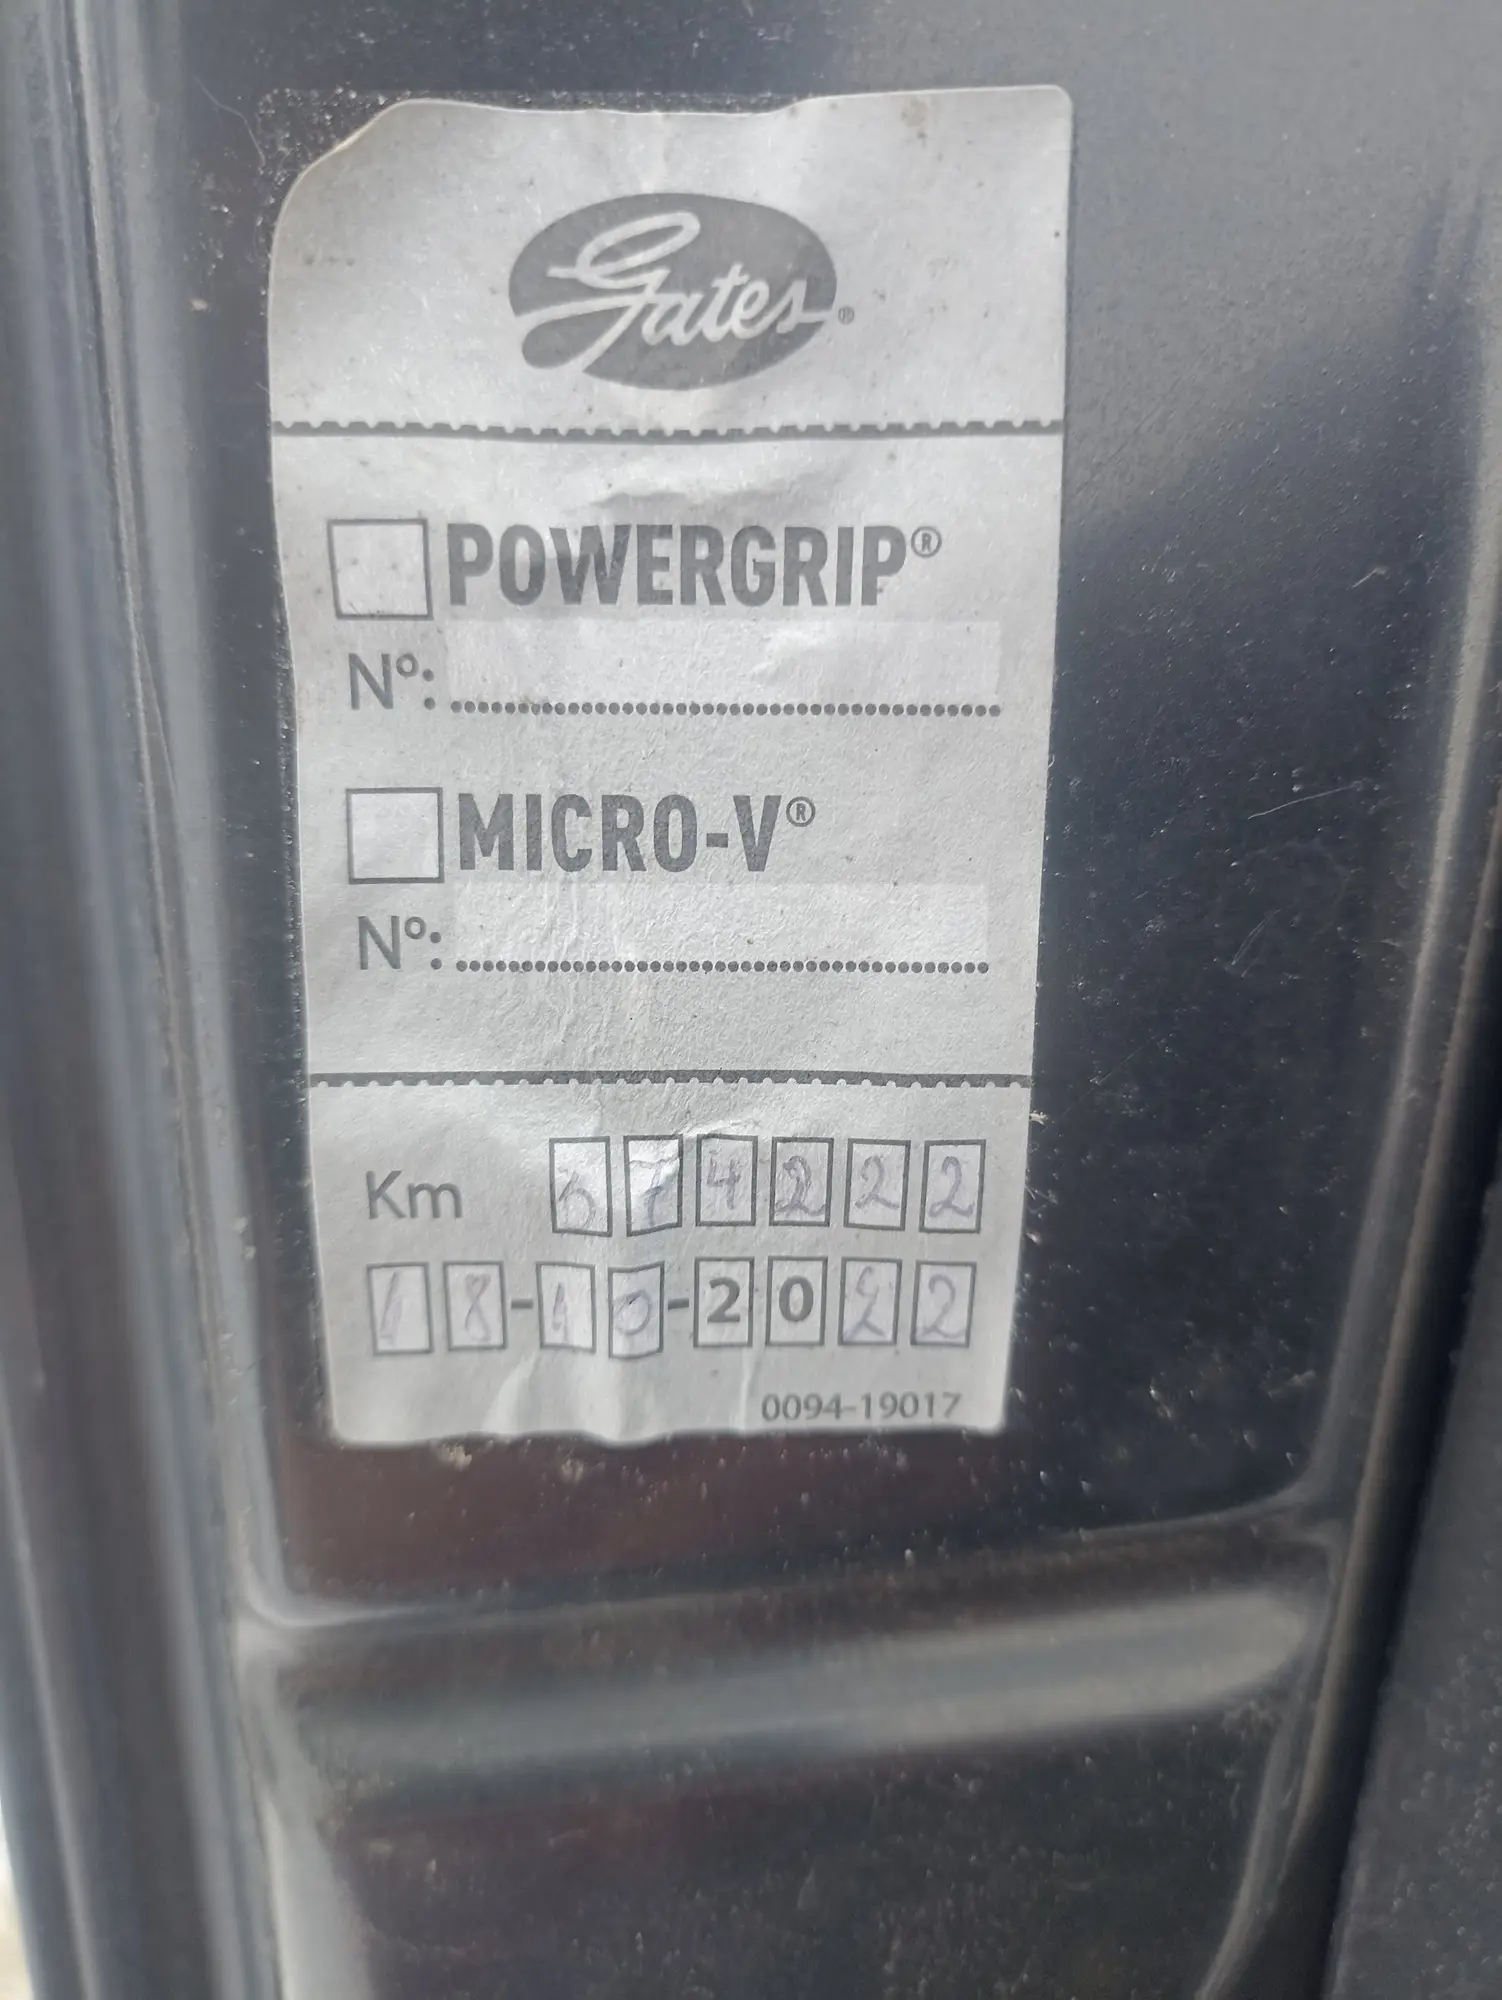 Gates®
POWERGRIP®
Nº:
MICRO-V®
Nº:
Km 374222
18-10-2022
0094-19017